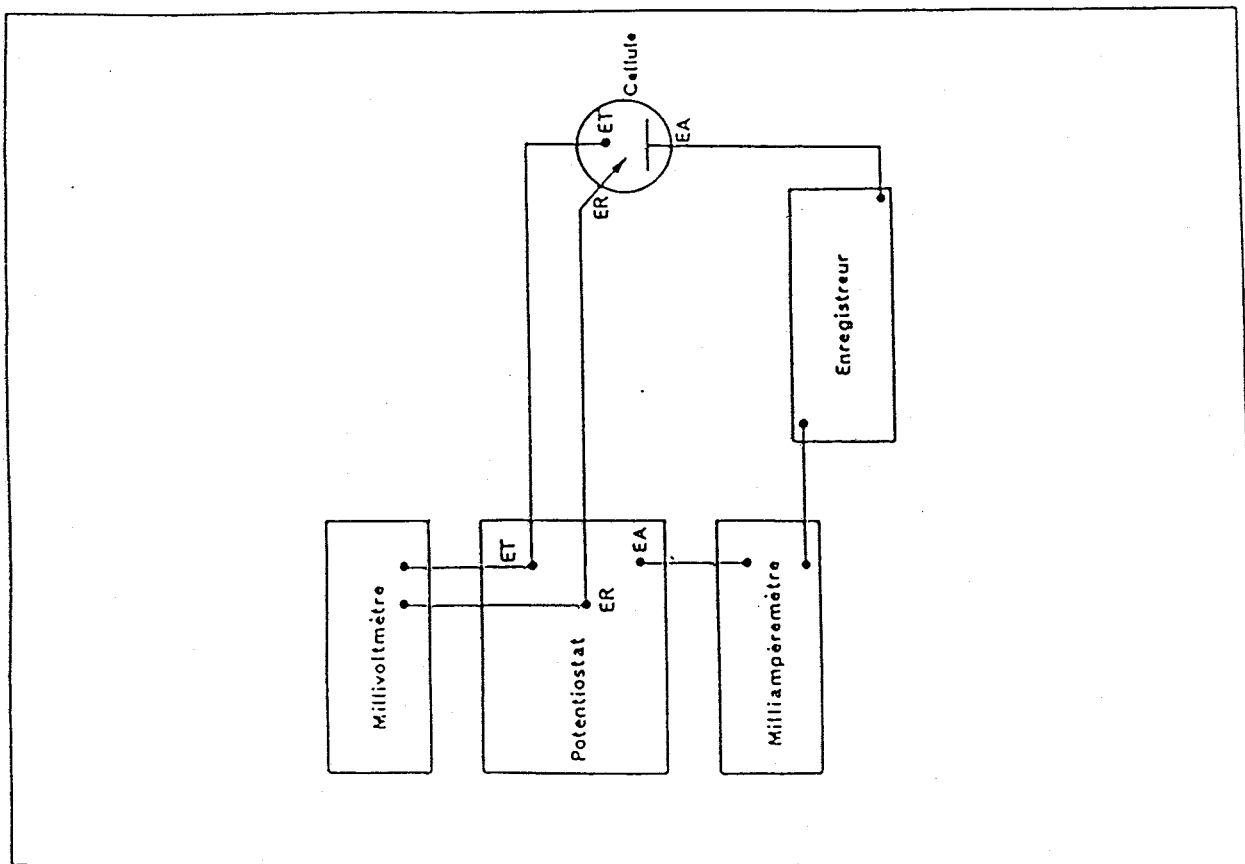 Millivoltmètre
ET
Potentiostat
ER
EA
Milliampèremètre
ER
ET
Cellule
EA
Enregistreur